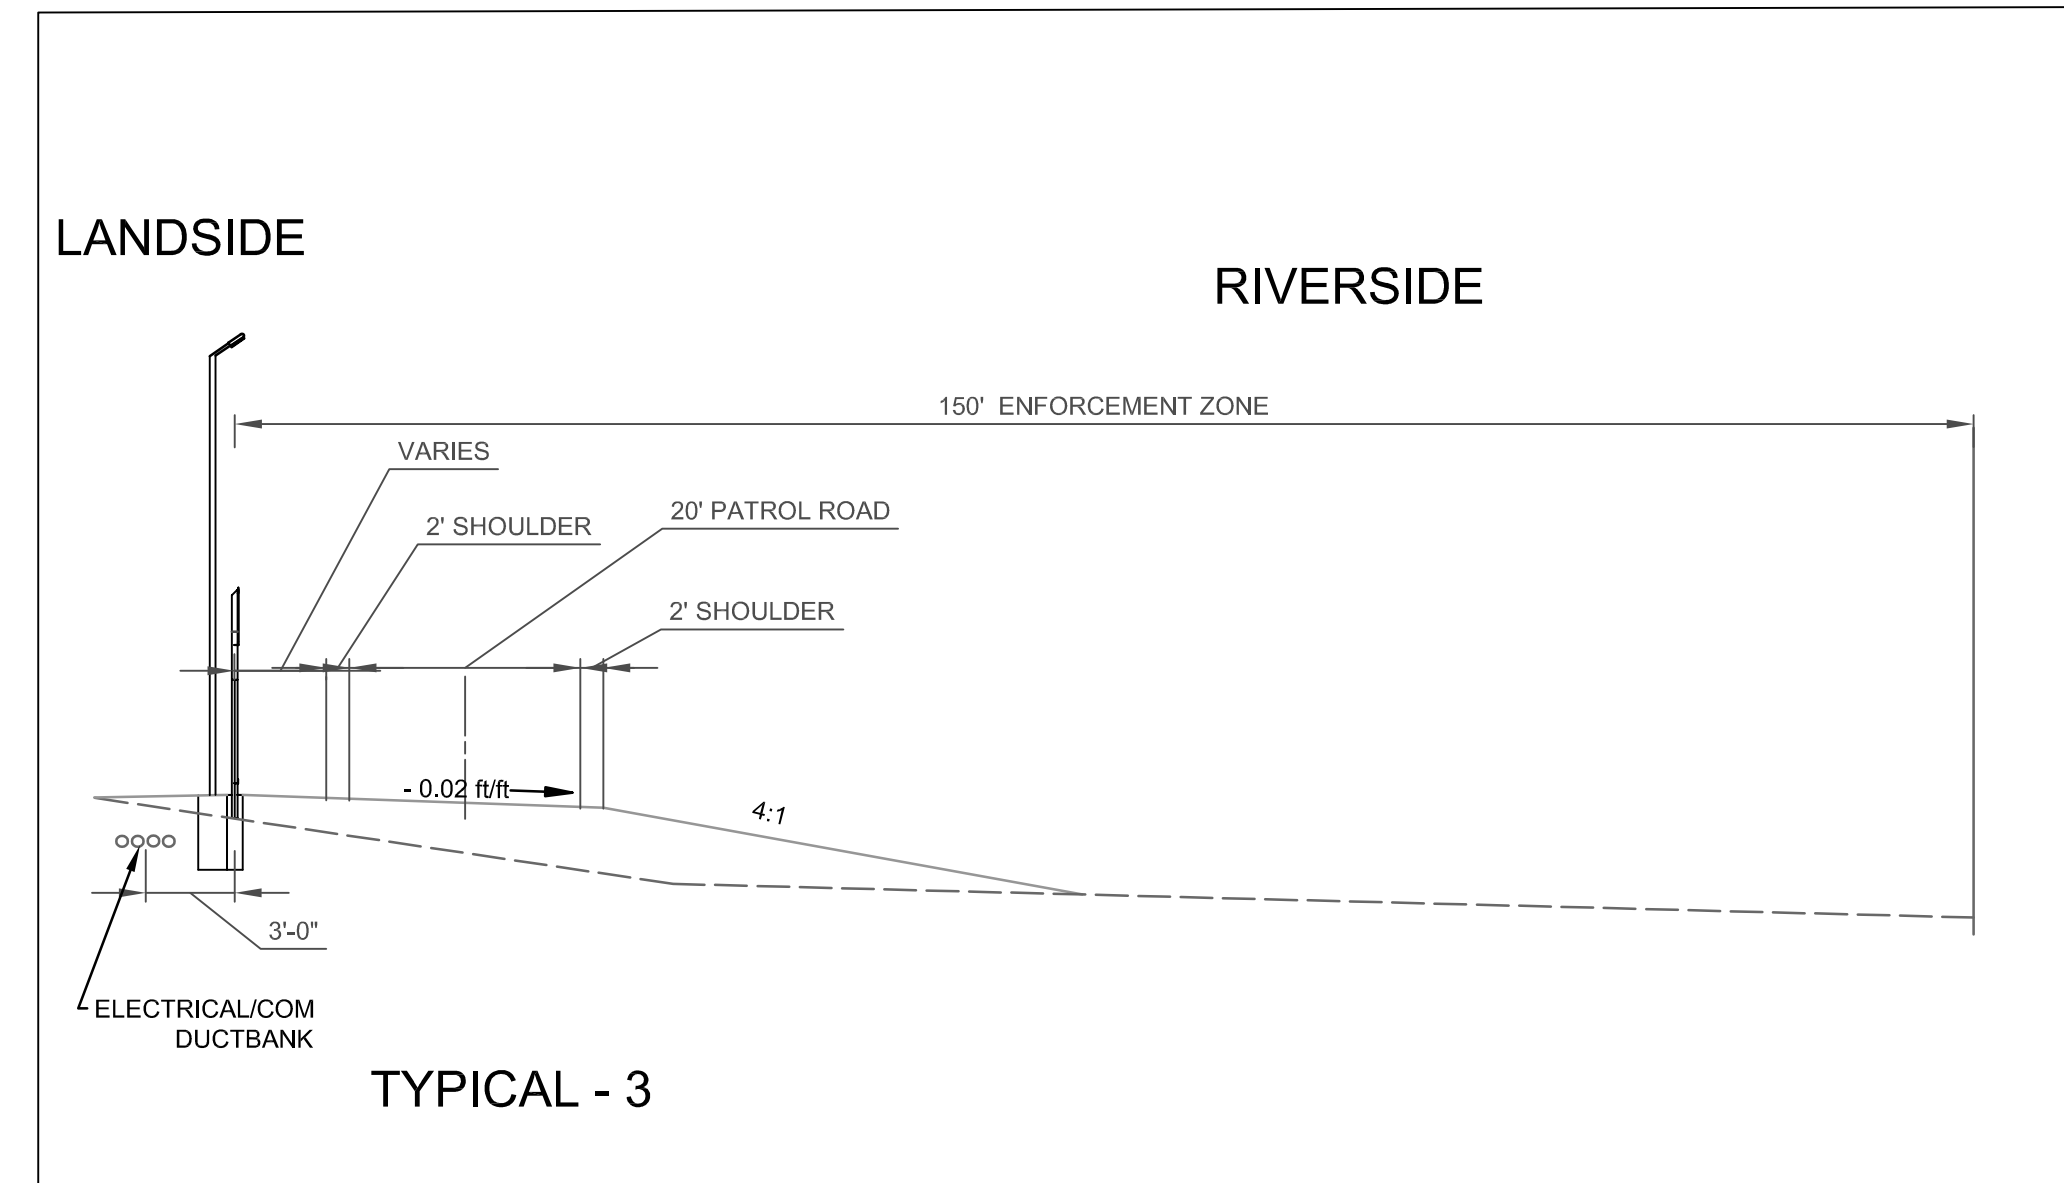 LANDSIDE
RIVERSIDE
150' ENFORCEMENT ZONE
VARIES
20' PATROL ROAD
2' SHOULDER
2' SHOULDER
- 0.02 ft/ft
4:1
3'-0"
ELECTRICAL/COM
DUCTBANK
TYPICAL - 3